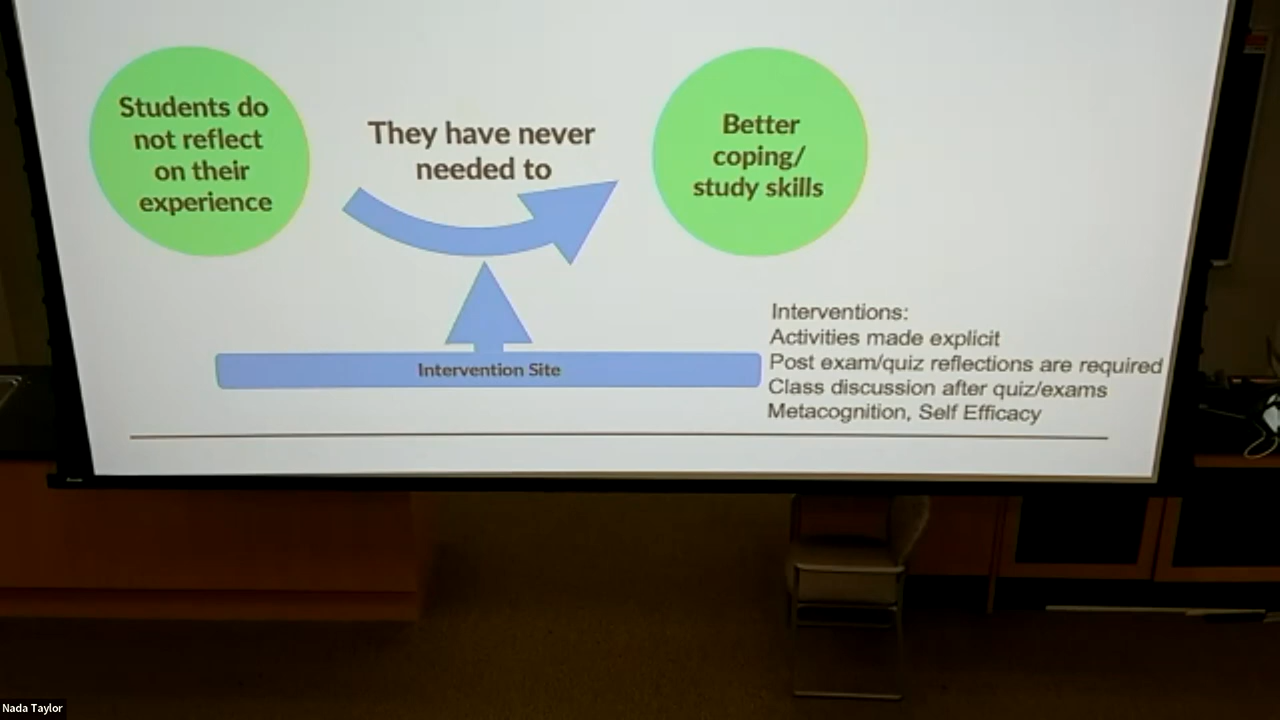 Students do
not reflect
on their
experience
They have never
needed to
Better
coping/
study skills
Intervention Site
Interventions:
Activities made explicit
Post exam/quiz reflections are required
Class discussion after quiz/exams
Metacognition, Self Efficacy
Nada Taylor